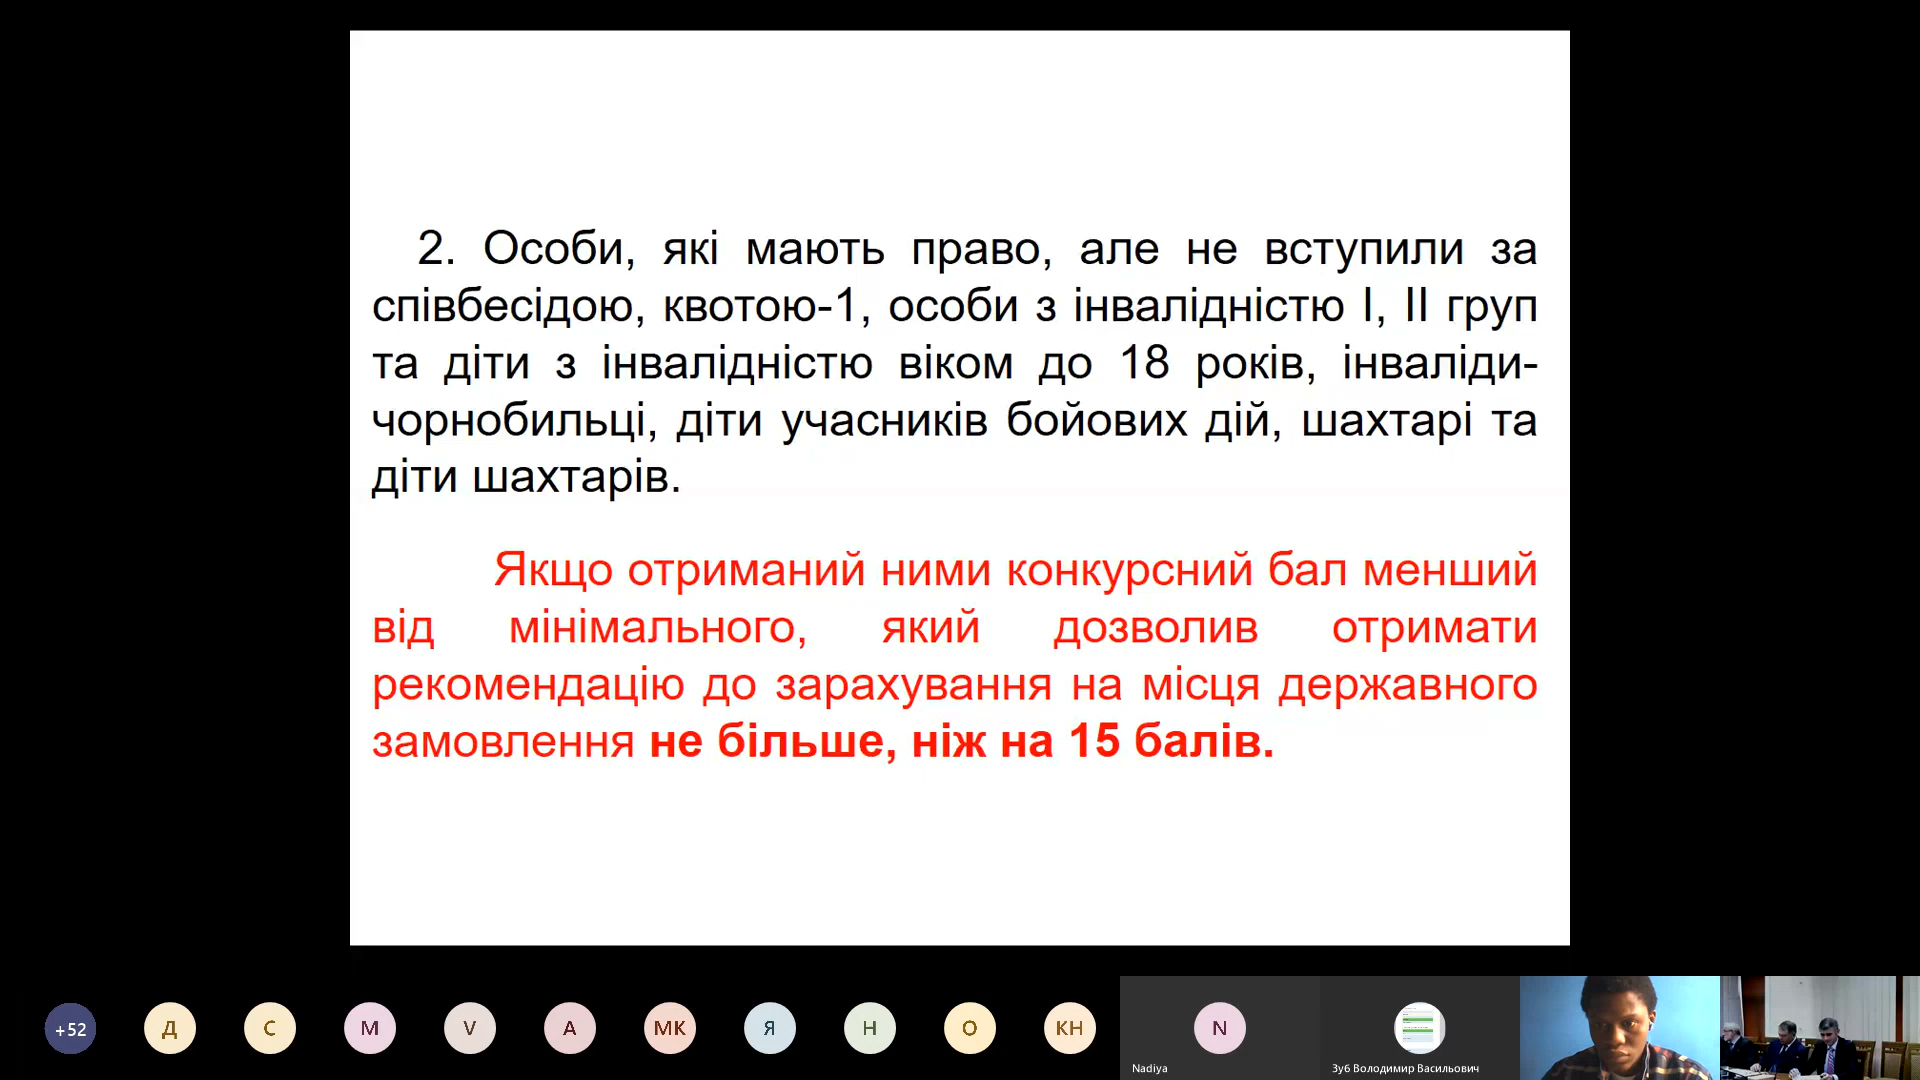 2. Особи, які мають право, але не вступили за
співбесідою, квотою-1, особи з інвалідністю І, ІІ груп
та діти з інвалідністю віком до 18 років, інваліди-
чорнобильці, діти учасників бойових дій, шахтарі та
діти шахтарів.
Якщо отриманий ними конкурсний бал менший
від мінімального, який дозволив отримати
рекомендацію до зарахування на місця державного
замовлення не більше, ніж на 15 балів.
+52
Д
С
М
V
А
МК
Я
Н
О
КН
N
Nadiya
Зуб Володимир Васильович